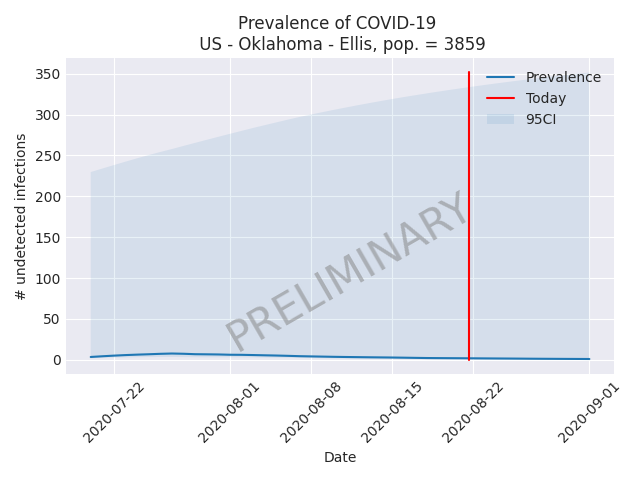 Prevalence of COVID-19
US - Oklahoma - Ellis, pop. = 3859
350
300
250
200
150
100
50
0
# undetected infections
Prevalence
Today
95CI
PRELIMINARY
2020-07-22
2020-08-01
2020-08-08
2020-08-15
2020-08-22
2020-09-01
Date